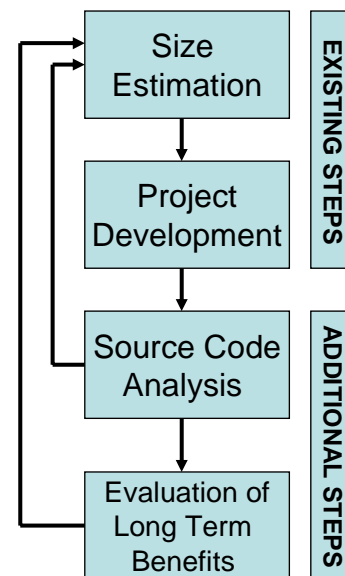 Size
Estimation
Project
Development
Source Code
Analysis
Evaluation of
Long Term
Benefits
EXISTING STEPS
ADDITIONAL STEPS